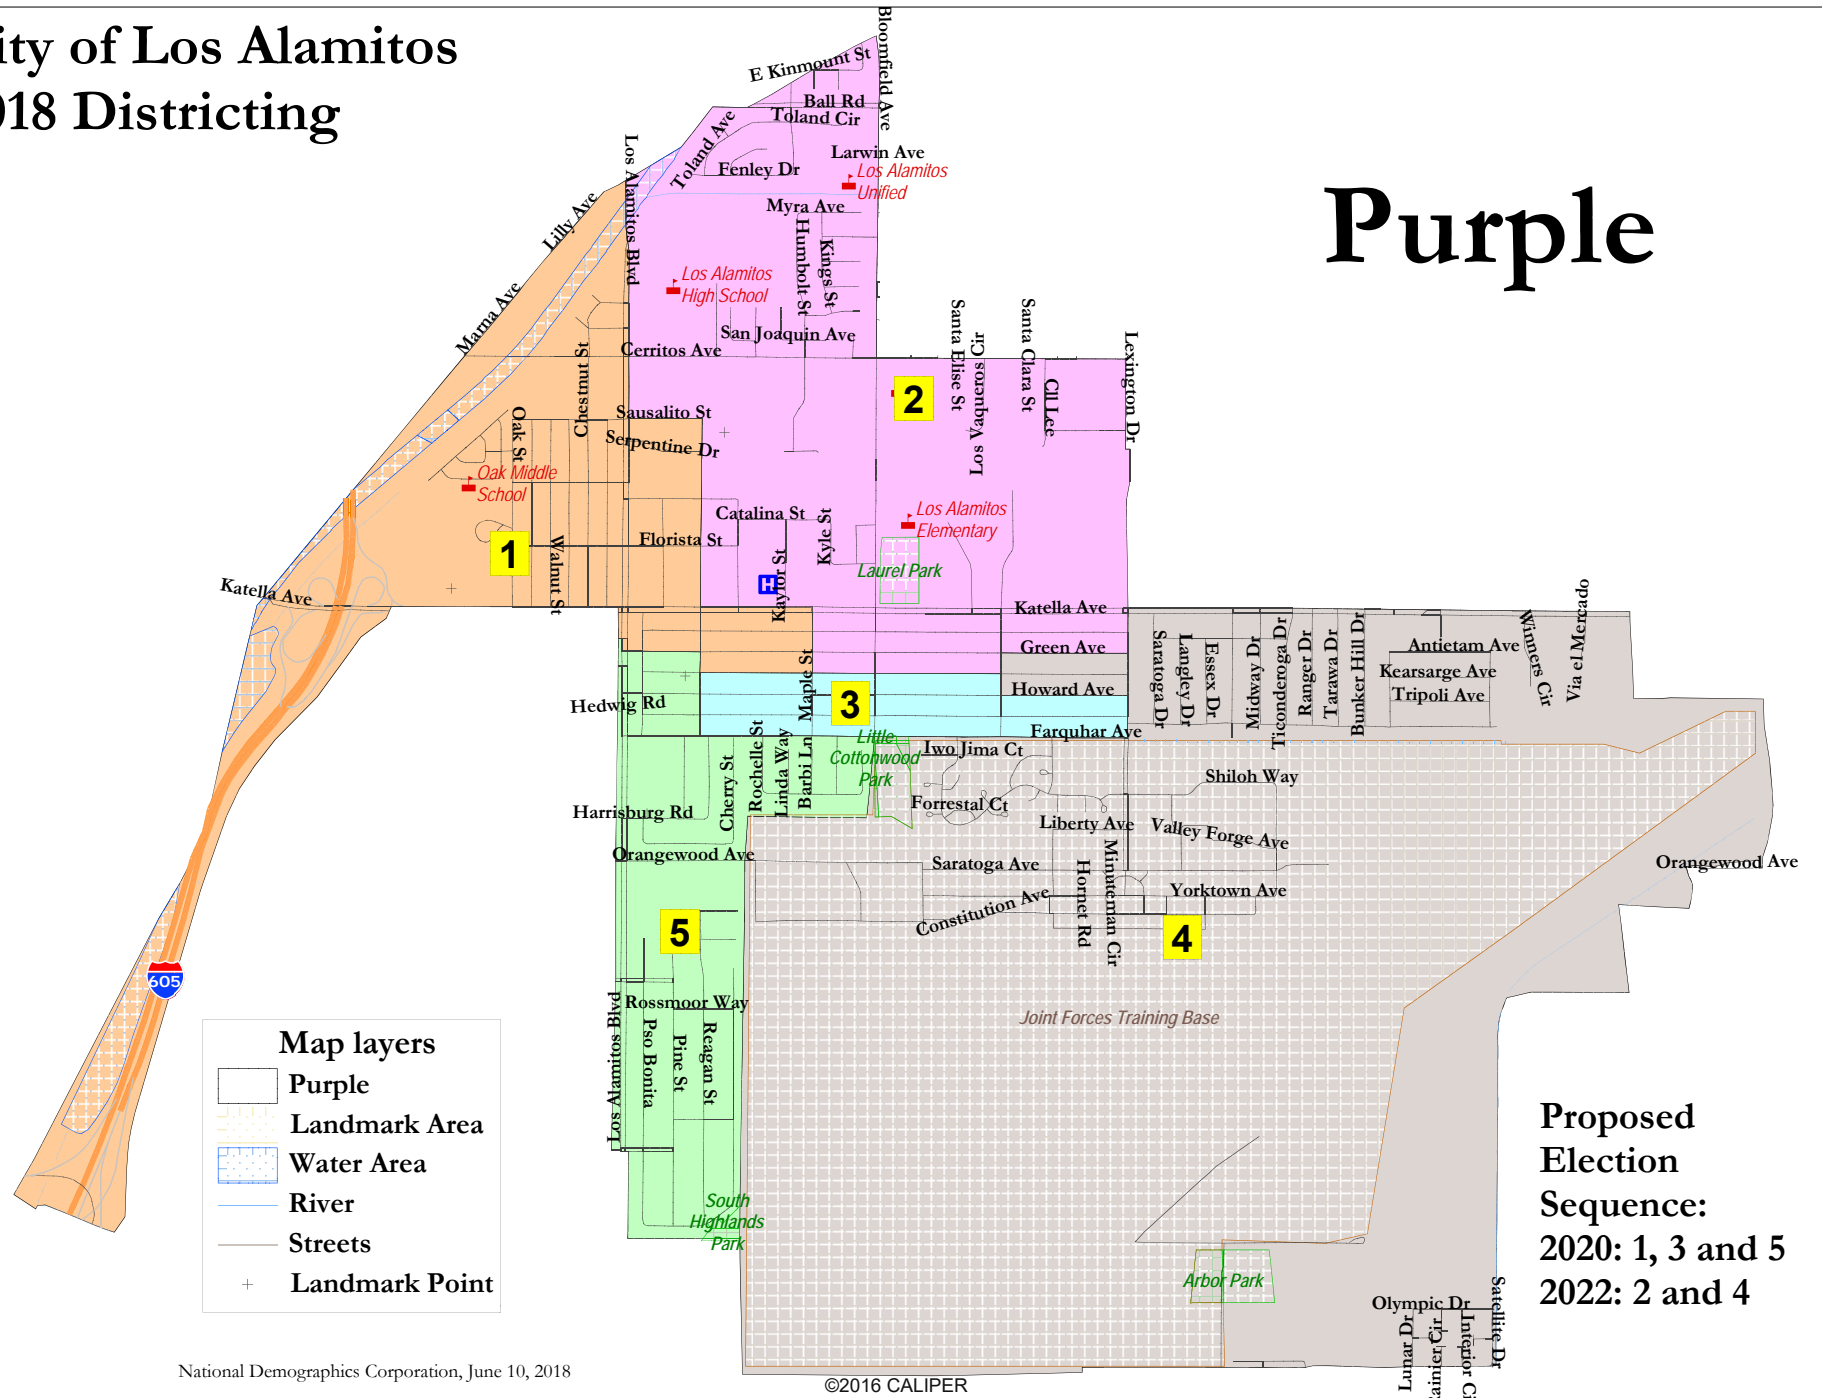 ity of Los Alamitos
018 Districting
Purple
Bloomfield Ave
E Kinmount St
Ball Rd
Toland Cir
Toland Ave
Larwin Ave
Fenley Dr
Los Alamitos
Unified
Los Alamitos Blvd
Lilly Ave
Myra Ave
Humbolt St
Kings St
Los Alamitos
High School
Marna Ave
San Joaquin Ave
Cerritos Ave
Chestnut St
Santa Elise St
Los Vaqueros Cir
Santa Clara St
Cll Lee
Lexington Dr
2
Sausalito St
Serpentine Dr
Oak St
Oak Middle
School
Catalina St
Kyle St
Los Alamitos
Elementary
Florista St
1
Walnut St
H
Kaylor St
Laurel Park
Katella Ave
Katella Ave
Green Ave
Howard Ave
Farquhar Ave
Maple St
3
Hedwig Rd
Saratoga Dr
Langley Dr
Essex Dr
Midway Dr
Ticonderoga Dr
Ranger Dr
Tarawa Dr
Bunker Hill Dr
Antietam Ave
Kearsarge Ave
Tripoli Ave
Winners Cir
Via el Mercado
Little
Cottonwood
Park
Iwo Jima Ct
Cherry St
Rochelle St
Linda Way
Barbi Ln
Shiloh Way
Forrestal Ct
Harrisburg Rd
Liberty Ave
Valley Forge Ave
Orangewood Ave
Saratoga Ave
Minuteman Cir
Hornet Rd
Orangewood Ave
Yorktown Ave
Constitution Ave
5
4
605
Rossmoor Way
Joint Forces Training Base
Los Alamitos Blvd
Pso Bonita
Pine St
Reagan St
South
Highlands
Park
Arbor Park
Olympic Dr
Satellite Dr
Lunar Dr
ainier Cir
Interior Ci
Map layers
Purple
Landmark Area
Water Area
River
Streets
Landmark Point
Proposed
Election
Sequence:
2020: 1, 3 and 5
2022: 2 and 4
National Demographics Corporation, June 10, 2018
©2016 CALIPER